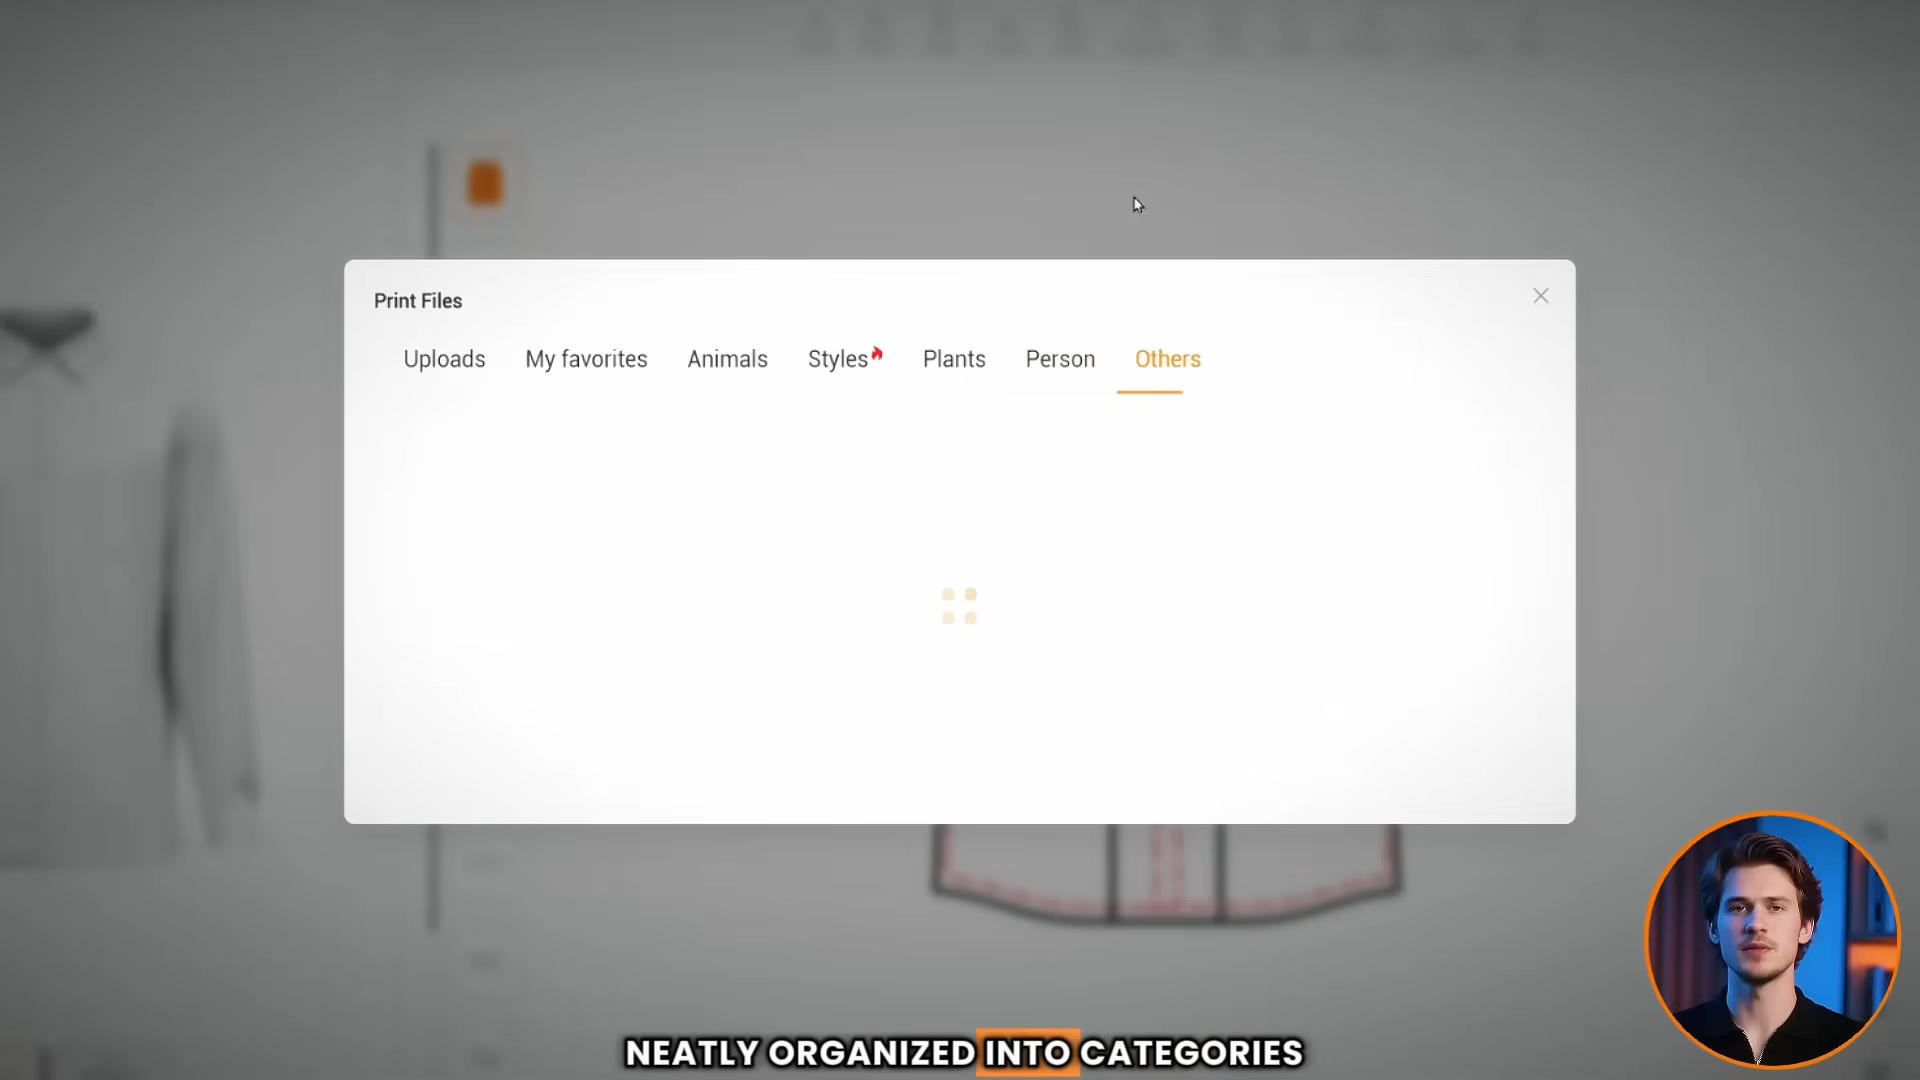 Print Files
Uploads My favorites Animals Styles Plants Person Others
NEATLY ORGANIZED INTO CATEGORIES